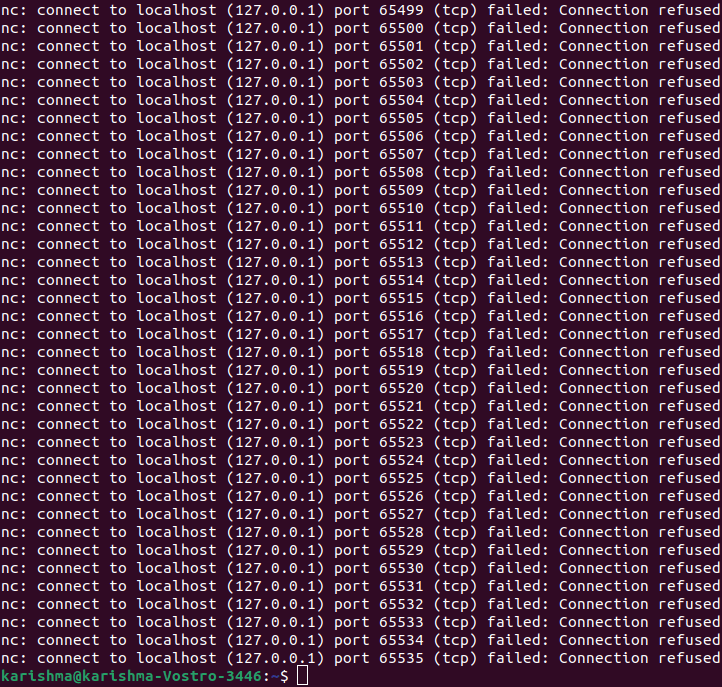 nc: connect to localhost (127.0.0.1) port 65499 (tcp) failed: Connection refused
nc: connect to localhost (127.0.0.1) port 65500 (tcp) failed: Connection refused
nc: connect to localhost (127.0.0.1) port 65501 (tcp) failed: Connection refused
nc: connect to localhost (127.0.0.1) port 65502 (tcp) failed: Connection refused
nc: connect to localhost (127.0.0.1) port 65503 (tcp) failed: Connection refused
nc: connect to localhost (127.0.0.1) port 65504 (tcp) failed: Connection refused
nc: connect to localhost (127.0.0.1) port 65505 (tcp) failed: Connection refused
nc: connect to localhost (127.0.0.1) port 65506 (tcp) failed: Connection refused
nc: connect to localhost (127.0.0.1) port 65507 (tcp) failed: Connection refused
nc: connect to localhost (127.0.0.1) port 65508 (tcp) failed: Connection refused
nc: connect to localhost (127.0.0.1) port 65509 (tcp) failed: Connection refused
nc: connect to localhost (127.0.0.1) port 65510 (tcp) failed: Connection refused
nc: connect to localhost (127.0.0.1) port 65511 (tcp) failed: Connection refused
nc: connect to localhost (127.0.0.1) port 65512 (tcp) failed: Connection refused
nc: connect to localhost (127.0.0.1) port 65513 (tcp) failed: Connection refused
nc: connect to localhost (127.0.0.1) port 65514 (tcp) failed: Connection refused
nc: connect to localhost (127.0.0.1) port 65515 (tcp) failed: Connection refused
nc: connect to localhost (127.0.0.1) port 65516 (tcp) failed: Connection refused
nc: connect to localhost (127.0.0.1) port 65517 (tcp) failed: Connection refused
nc: connect to localhost (127.0.0.1) port 65518 (tcp) failed: Connection refused
nc: connect to localhost (127.0.0.1) port 65519 (tcp) failed: Connection refused
nc: connect to localhost (127.0.0.1) port 65520 (tcp) failed: Connection refused
nc: connect to localhost (127.0.0.1) port 65521 (tcp) failed: Connection refused
nc: connect to localhost (127.0.0.1) port 65522 (tcp) failed: Connection refused
nc: connect to localhost (127.0.0.1) port 65523 (tcp) failed: Connection refused
nc: connect to localhost (127.0.0.1) port 65524 (tcp) failed: Connection refused
nc: connect to localhost (127.0.0.1) port 65525 (tcp) failed: Connection refused
nc: connect to localhost (127.0.0.1) port 65526 (tcp) failed: Connection refused
nc: connect to localhost (127.0.0.1) port 65527 (tcp) failed: Connection refused
nc: connect to localhost (127.0.0.1) port 65528 (tcp) failed: Connection refused
nc: connect to localhost (127.0.0.1) port 65529 (tcp) failed: Connection refused
nc: connect to localhost (127.0.0.1) port 65530 (tcp) failed: Connection refused
nc: connect to localhost (127.0.0.1) port 65531 (tcp) failed: Connection refused
nc: connect to localhost (127.0.0.1) port 65532 (tcp) failed: Connection refused
nc: connect to localhost (127.0.0.1) port 65533 (tcp) failed: Connection refused
nc: connect to localhost (127.0.0.1) port 65534 (tcp) failed: Connection refused
nc: connect to localhost (127.0.0.1) port 65535 (tcp) failed: Connection refused
karishma@karishma-Vostro-3446:~$